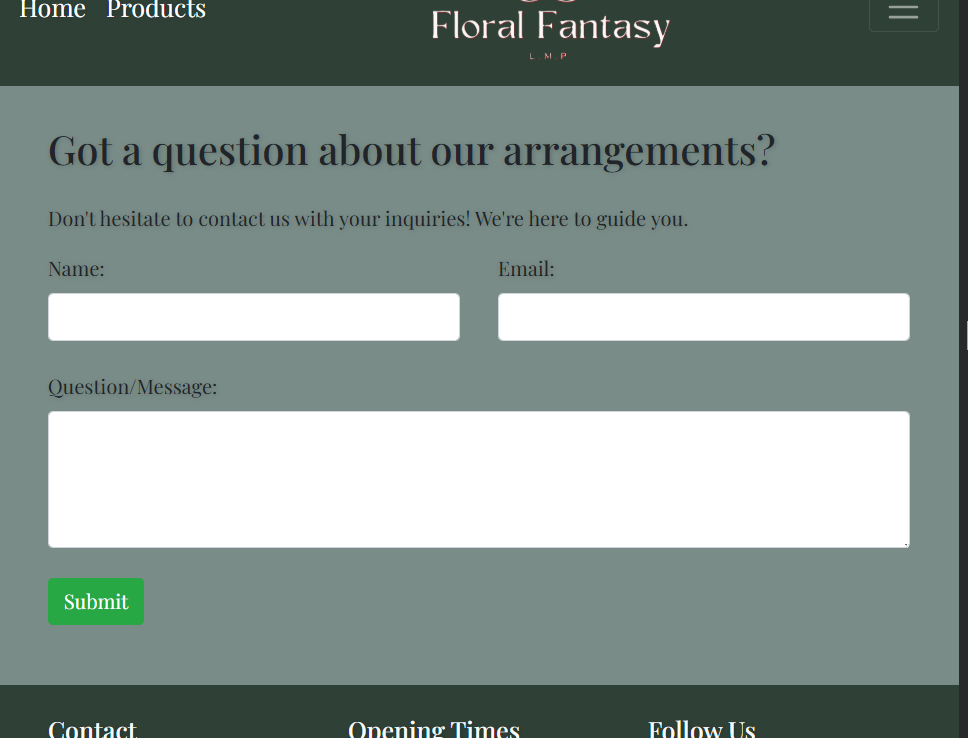 Home Products
Floral Fantasy
L.M.P
Got a question about our arrangements?
Don't hesitate to contact us with your inquiries! We're here to guide you.
Name: Email:
Question/Message:
Submit
Contact Opening Times Follow Us